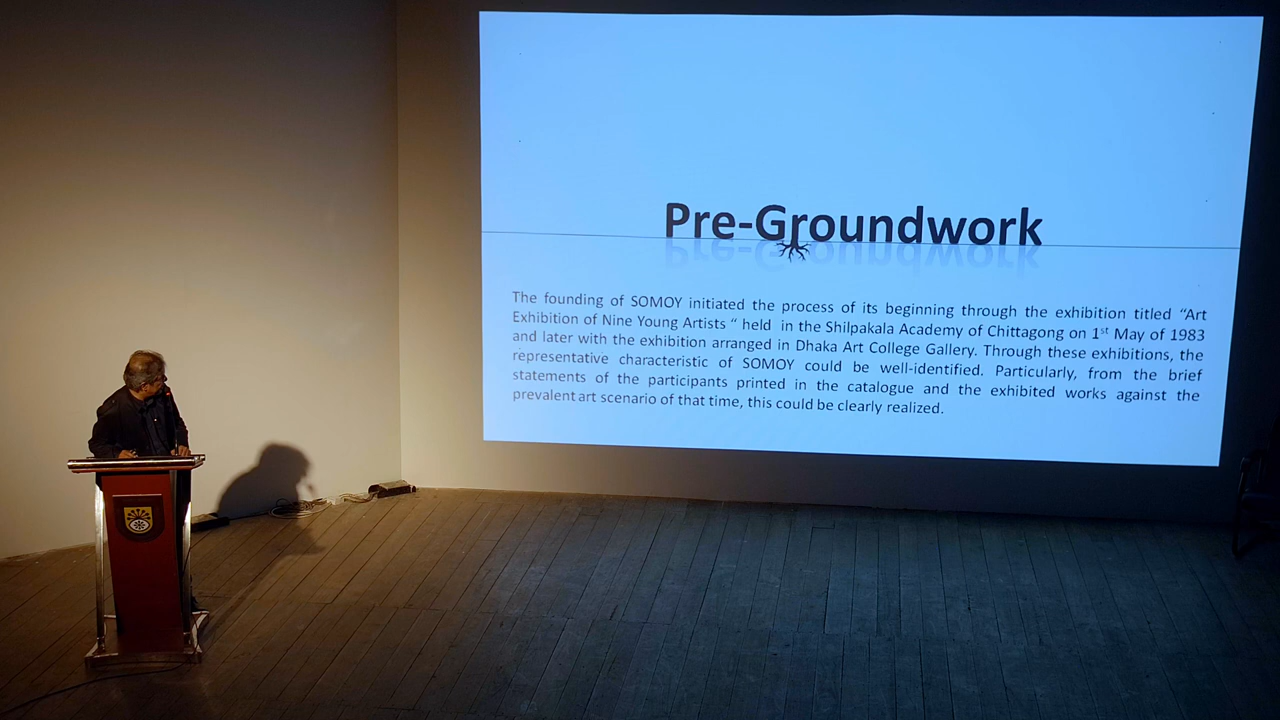 Pre-Groundwork
The founding of SOMOY initiated the process of its beginning through the exhibition titled “Art
Exhibition of Nine Young Artists “ held in the Shilpakala Academy of Chittagong on 1st May of 1983
and later with the exhibition arranged in Dhaka Art College Gallery. Through these exhibitions, the
representative characteristic of SOMOY could be well-identified. Particularly, from the brief
statements of the participants printed in the catalogue and the exhibited works against the
prevalent art scenario of that time, this could be clearly realized.